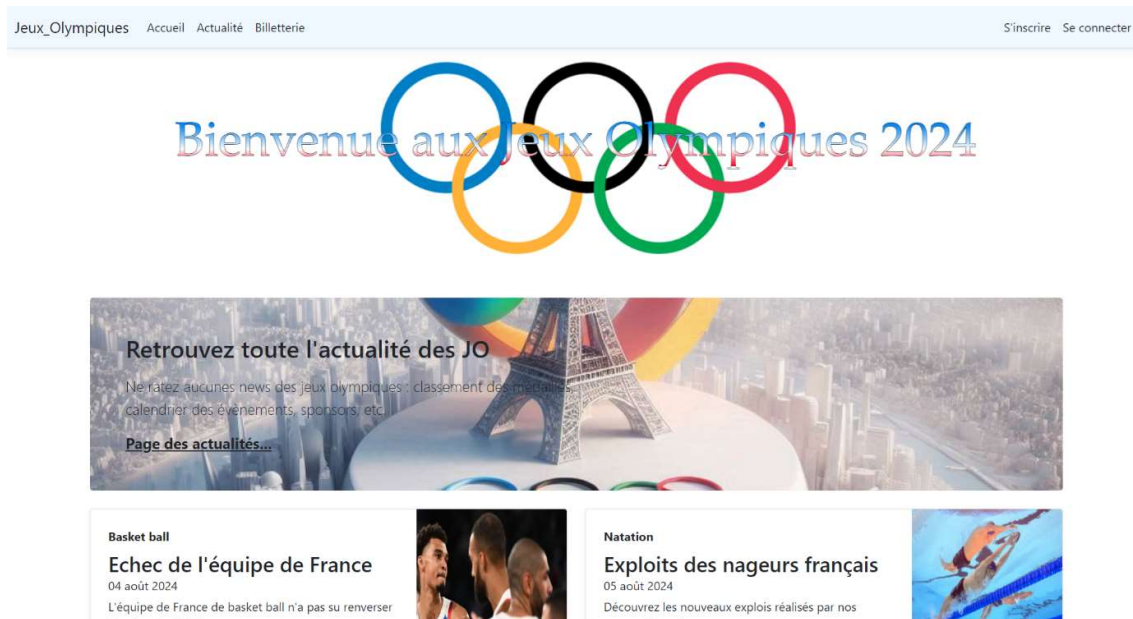 Jeux_Olympiques Accueil Actualité Billetterie S'inscrire Se connecter
Bienvenue aux Jeux Olympiques 2024
Retrouvez toute l'actualité des JO
Ne ratez aucunes news des jeux olympiques : classement des médailles,
calendrier des événements, sponsors, etc.
Page des actualités...
Basket ball
Echec de l'équipe de France
04 août 2024
L'équipe de France de basket ball n'a pas su renverser
Natation
Exploits des nageurs français
05 août 2024
Découvrez les nouveaux explois réalisés par nos